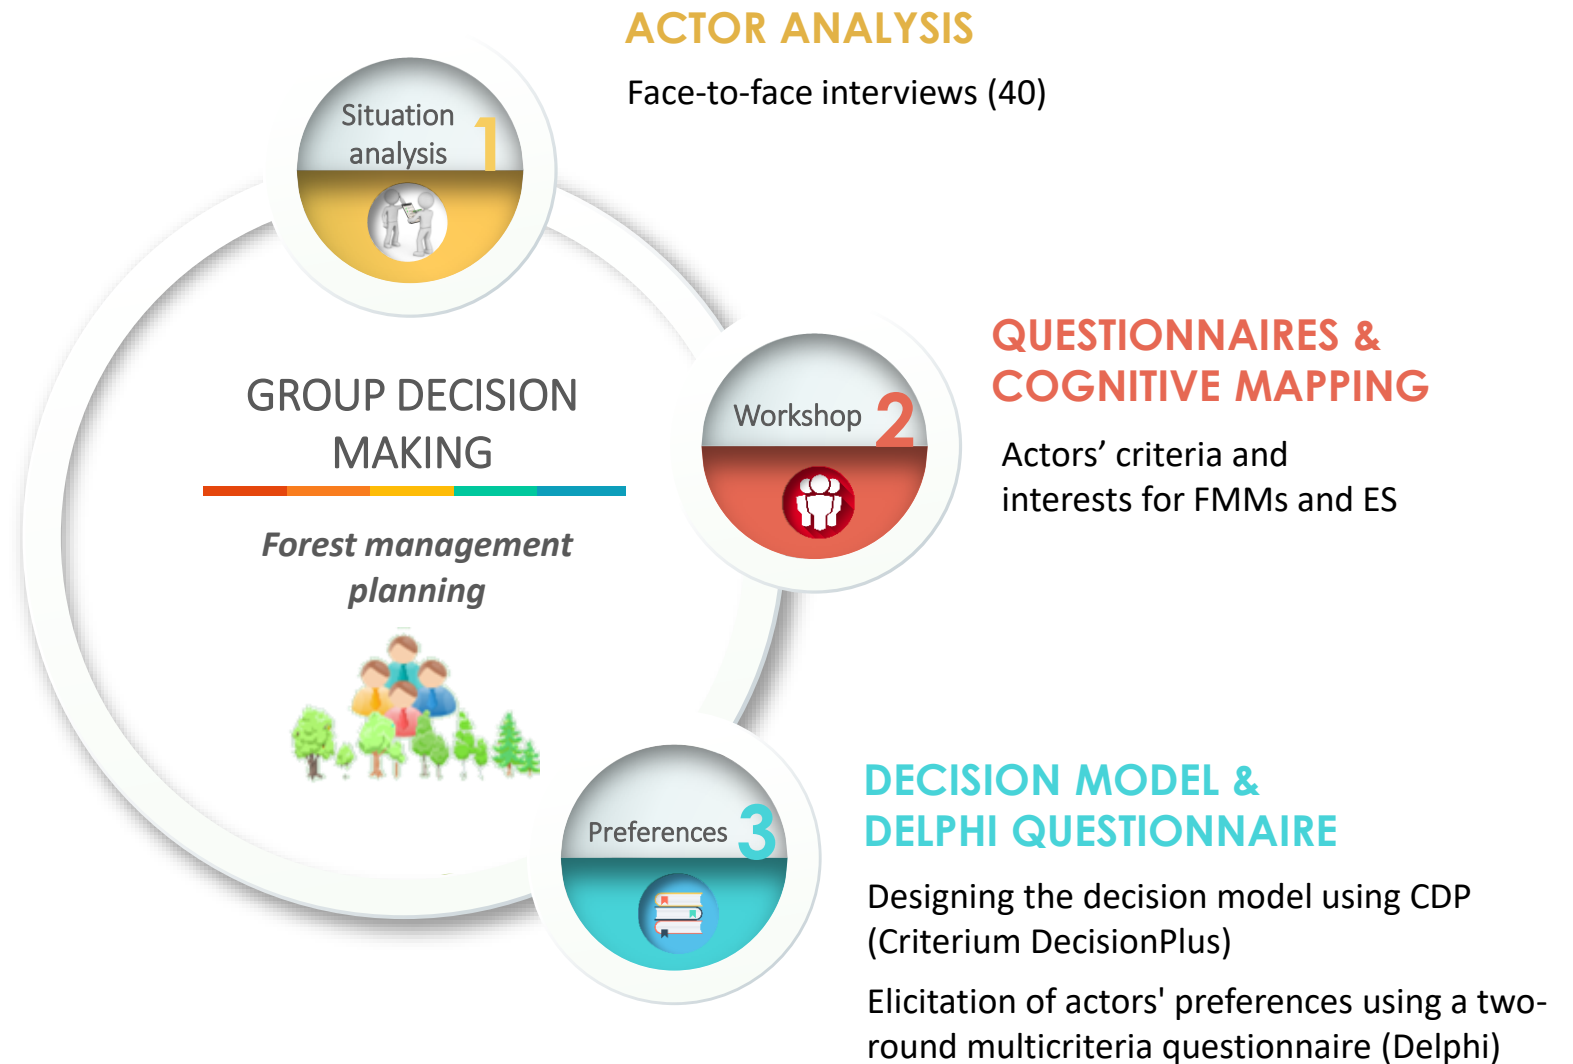 ACTOR ANALYSIS
Face-to-face interviews (40)
Situation
analysis
1
GROUP DECISION
MAKING
Forest management
planning
Workshop
2
QUESTIONNAIRES &
COGNITIVE MAPPING
Actors’ criteria and
interests for FMMs and ES
Preferences
3
DECISION MODEL &
DELPHI QUESTIONNAIRE
Designing the decision model using CDP
(Criterium DecisionPlus)
Elicitation of actors' preferences using a two-
round multicriteria questionnaire (Delphi)